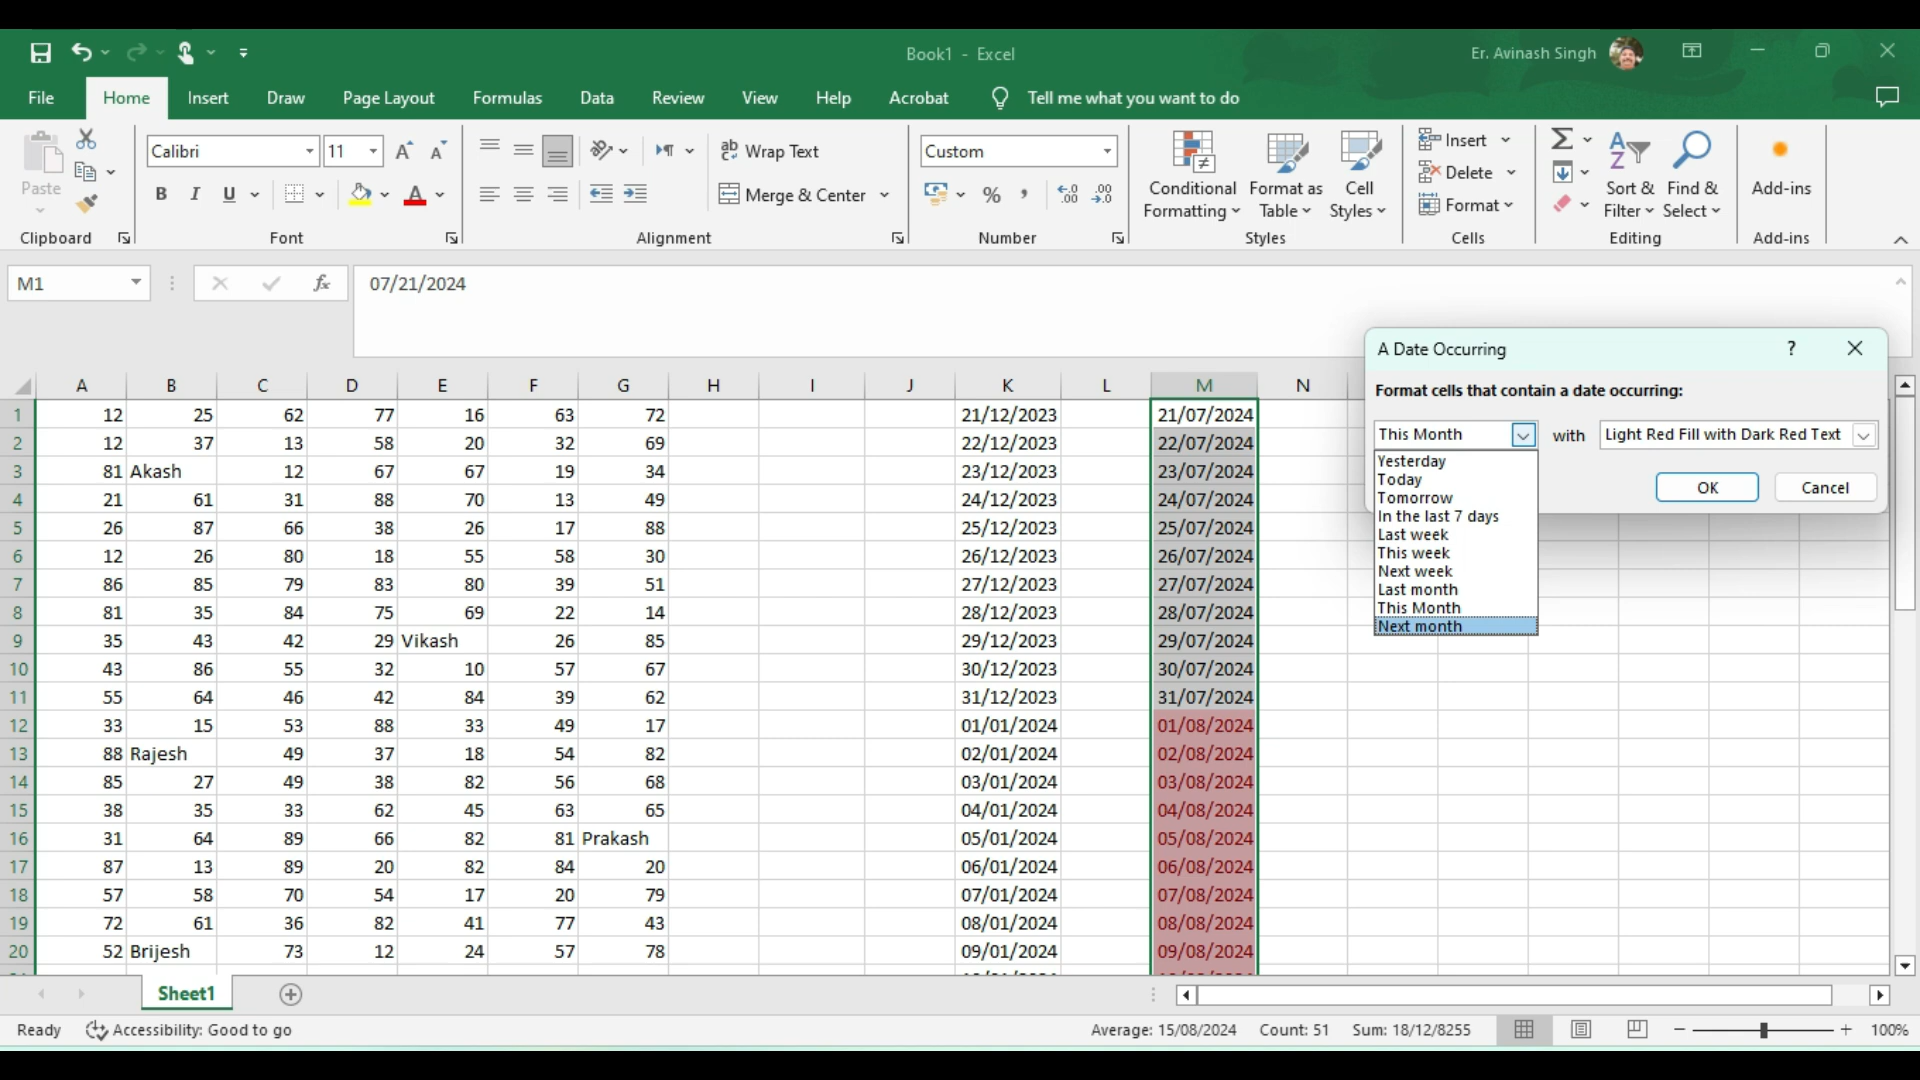 Book1 - Excel
Er. Avinash Singh
File Home Insert Draw Page Layout Formulas Data Review View Help Acrobat Tell me what you want to do
Paste
Clipboard
Calibri 11
B I U
Font
Wrap Text
Merge & Center
Alignment
Custom
Number
Conditional Formatting
Format as Table
Cell Styles
Styles
Insert
Delete
Format
Cells
Sort & Filter
Find & Select
Editing
Add-ins
Add-ins
M1 fx 07/21/2024
A Date Occurring ?
Format cells that contain a date occurring:
This Month with Light Red Fill with Dark Red Text
Yesterday
Today
Tomorrow
In the last 7 days
Last week
This week
Next week
Last month
This Month
Next month
OK Cancel
A B C D E F G H I J K L M N
1 12 25 62 77 16 63 72 21/12/2023 21/07/2024
2 12 37 13 58 20 32 69 22/12/2023 22/07/2024
3 81 Akash 12 67 67 19 34 23/12/2023 23/07/2024
4 21 61 31 88 70 13 49 24/12/2023 24/07/2024
5 26 87 66 38 26 17 88 25/12/2023 25/07/2024
6 12 26 80 18 55 58 30 26/12/2023 26/07/2024
7 86 85 79 83 80 39 51 27/12/2023 27/07/2024
8 81 35 84 75 69 22 14 28/12/2023 28/07/2024
9 35 43 42 29 Vikash 26 85 29/12/2023 29/07/2024
10 43 86 55 32 10 57 67 30/12/2023 30/07/2024
11 55 64 46 42 84 39 62 31/12/2023 31/07/2024
12 33 15 53 88 33 49 17 01/01/2024 01/08/2024
13 88 Rajesh 49 37 18 54 82 02/01/2024 02/08/2024
14 85 27 49 38 82 56 68 03/01/2024 03/08/2024
15 38 35 33 62 45 63 65 04/01/2024 04/08/2024
16 31 64 89 66 82 81 Prakash 05/01/2024 05/08/2024
17 87 13 89 20 82 84 20 06/01/2024 06/08/2024
18 57 58 70 54 17 20 79 07/01/2024 07/08/2024
19 72 61 36 82 41 77 43 08/01/2024 08/08/2024
20 52 Brijesh 73 12 24 57 78 09/01/2024 09/08/2024
Sheet1
Ready Accessibility: Good to go Average: 15/08/2024 Count: 51 Sum: 18/12/8255 100%